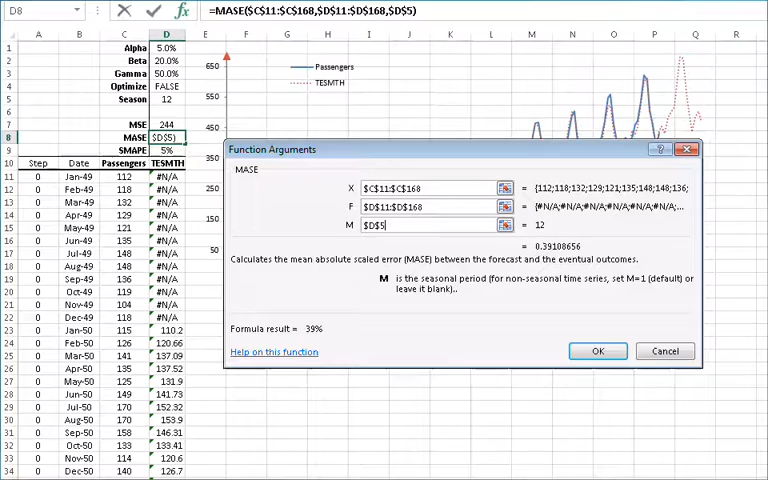 D8 =MASE($C$11:$C$168,$D$11:$D$168,$D$5)
A B C D E F G H I J K L M N O P Q R
1 Alpha 5.0%
2 Beta 20.0% 650 Passengers
3 Gamma 50.0% TESMTH
4 Optimize FALSE 550
5 Season 12
6
7 MSE 244 450
8 MASE $D$5)
9 SMAPE 5%
10 Step Date Passengers TESMTH 350
11 0 Jan-49 112 #N/A
12 0 Feb-49 118 #N/A 250
13 0 Mar-49 132 #N/A
14 0 Apr-49 129 #N/A 150
15 0 May-49 121 #N/A
16 0 Jun-49 135 #N/A 50
17 0 Jul-49 148 #N/A
18 0 Aug-49 148 #N/A
19 0 Sep-49 136 #N/A
20 0 Oct-49 119 #N/A
21 0 Nov-49 104 #N/A
22 0 Dec-49 118 #N/A
23 0 Jan-50 115 110.2
24 0 Feb-50 126 120.66
25 0 Mar-50 141 137.09
26 0 Apr-50 135 137.52
27 0 May-50 125 131.9
28 0 Jun-50 149 141.73
29 0 Jul-50 170 152.32
30 0 Aug-50 170 153.9
31 0 Sep-50 158 146.31
32 0 Oct-50 133 133.41
33 0 Nov-50 114 120.6
34 0 Dec-50 140 126.7
Function Arguments
MASE
X $C$11:$C$168 = {112;118;132;129;121;135;148;148;136;
F $D$11:$D$168 = {#N/A;#N/A;#N/A;#N/A;#N/A;#N/A;...
M $D$5 = 12
= 0.39108656
Calculates the mean absolute scaled error (MASE) between the forecast and the eventual outcomes.
M is the seasonal period (for non-seasonal time series, set M=1 (default) or
leave it blank)..
Formula result = 39%
Help on this function
OK Cancel